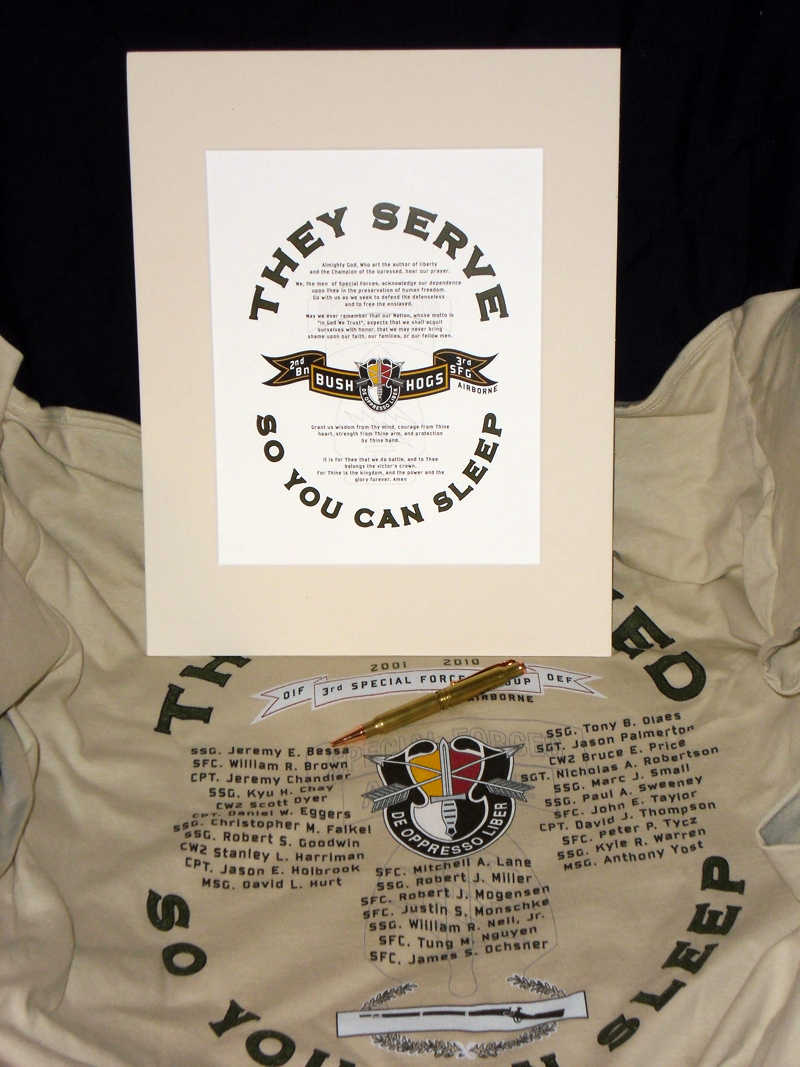 THEY SERVE
Almighty God, Who art the author of liberty
and the Champion of the opressed, hear our prayer.
We, the men of Special Forces, acknowledge our dependence
upon Thee in the preservation of human freedom.
Go with us as we seek to defend the defenseless
and to free the enslaved.
May we ever remember that our Nation, whose motto is
"In God We Trust", expects that we shall acquit
ourselves with honor, that we may never bring
shame upon our faith, our families, or our fellow men.
2nd Bn
BUSH HOGS
3rd SFG
AIRBORNE
DE OPPRESSO LIBER
Grant us wisdom from Thy mind, courage from Thine
heart, strength from Thine arm, and protection
by Thine hand.
It is for Thee that we do battle, and to Thee
belongs the victor's crown.
For Thine is the kingdom, and the power and the
glory forever. Amen
SO YOU CAN SLEEP
2001 2010
OIF 3rd SPECIAL FORCES GROUP OEF
AIRBORNE
SPECIAL FORCES
SSG. Jeremy E. Bessa
SFC. William R. Brown
CPT. Jeremy Chandler
SSG. Kyu H. Chay
CW2 Scott Dyer
CPT. Daniel W. Eggers
SSG. Christopher M. Falkel
SSG. Robert S. Goodwin
CW2 Stanley L. Harriman
CPT. Jason E. Holbrook
MSG. David L. Hurt
DE OPPRESSO LIBER
SFC. Mitchell A. Lane
SSG. Robert J. Miller
SFC. Robert J. Mogensen
SFC. Justin S. Monschke
SSG. William R. Neil, Jr.
SFC. Tung M. Nguyen
SFC. James S. Ochsner
SSG. Tony B. Olaes
SGT. Jason Palmerton
CW2 Bruce E. Price
SGT. Nicholas A. Robertson
SSG. Marc J. Small
SSG. Paul A. Sweeney
SFC. John E. Taylor
CPT. David J. Thompson
SFC. Peter P. Tycz
SSG. Kyle R. Warren
MSG. Anthony Yost
SO YOU SLEEP